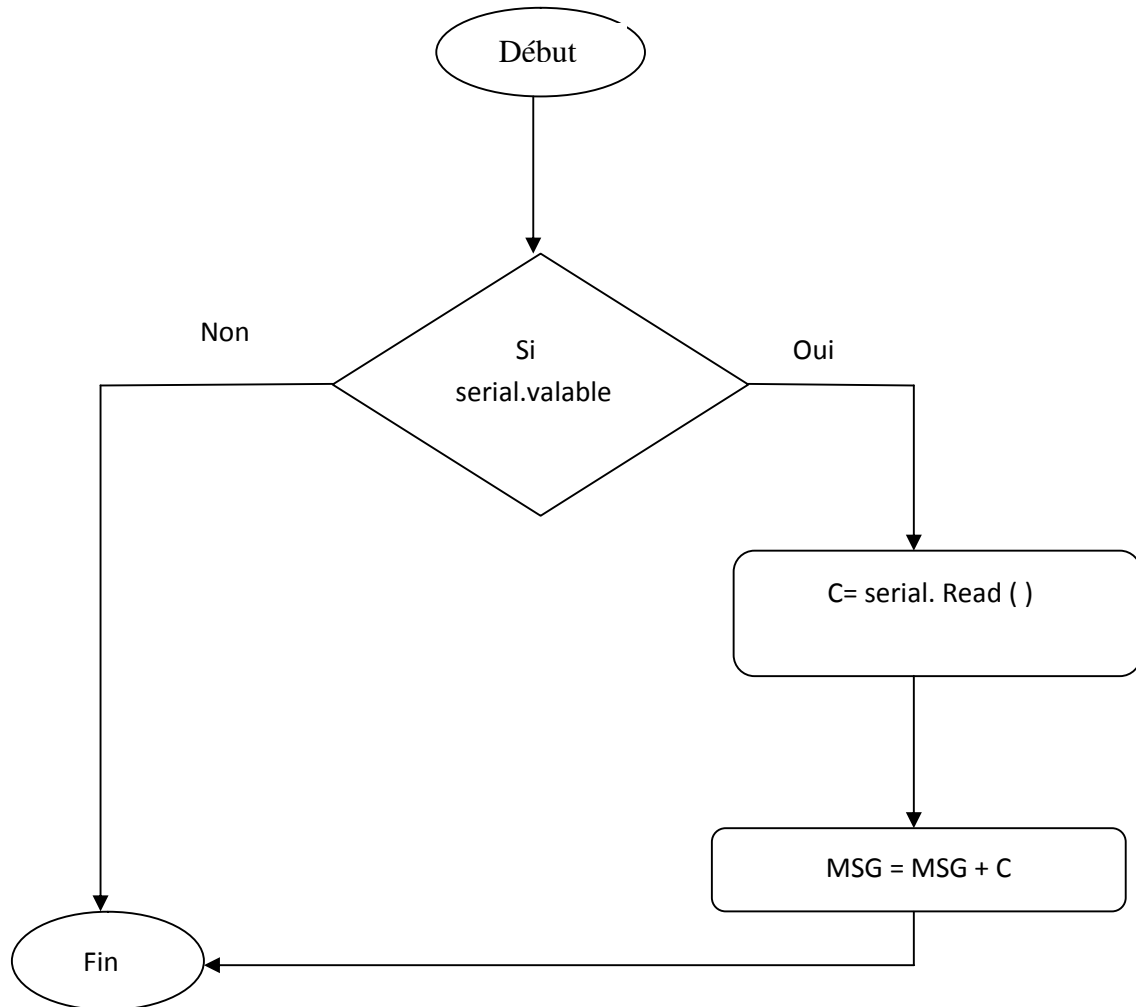 Début
Non
Si
Oui
serial.valable
C= serial. Read ( )
MSG = MSG + C
Fin